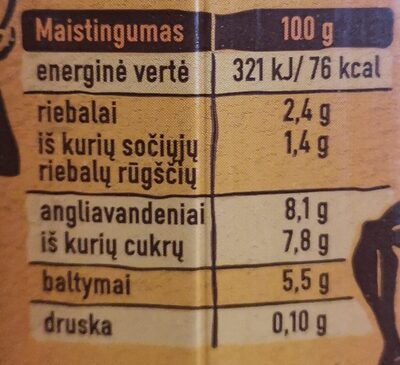 Maistingumas 100 g
energinė vertė 321 kJ/ 76 kcal
riebalai 2,4 g
iš kurių sočiųjų 1,4 g
riebalų rūgščių
angliavandeniai 8,1 g
iš kurių cukrų 7,8 g
baltymai 5,5 g
druska 0,10 g